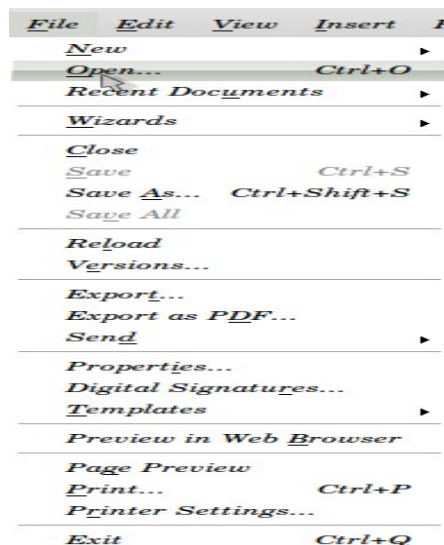 File Edit View Insert
New
Open... Ctrl+O
Recent Documents
Wizards
Close
Save Ctrl+S
Save As... Ctrl+Shift+S
Save All
Reload
Versions...
Export...
Export as PDF...
Send
Properties...
Digital Signatures...
Templates
Preview in Web Browser
Page Preview
Print... Ctrl+P
Printer Settings...
Exit Ctrl+Q